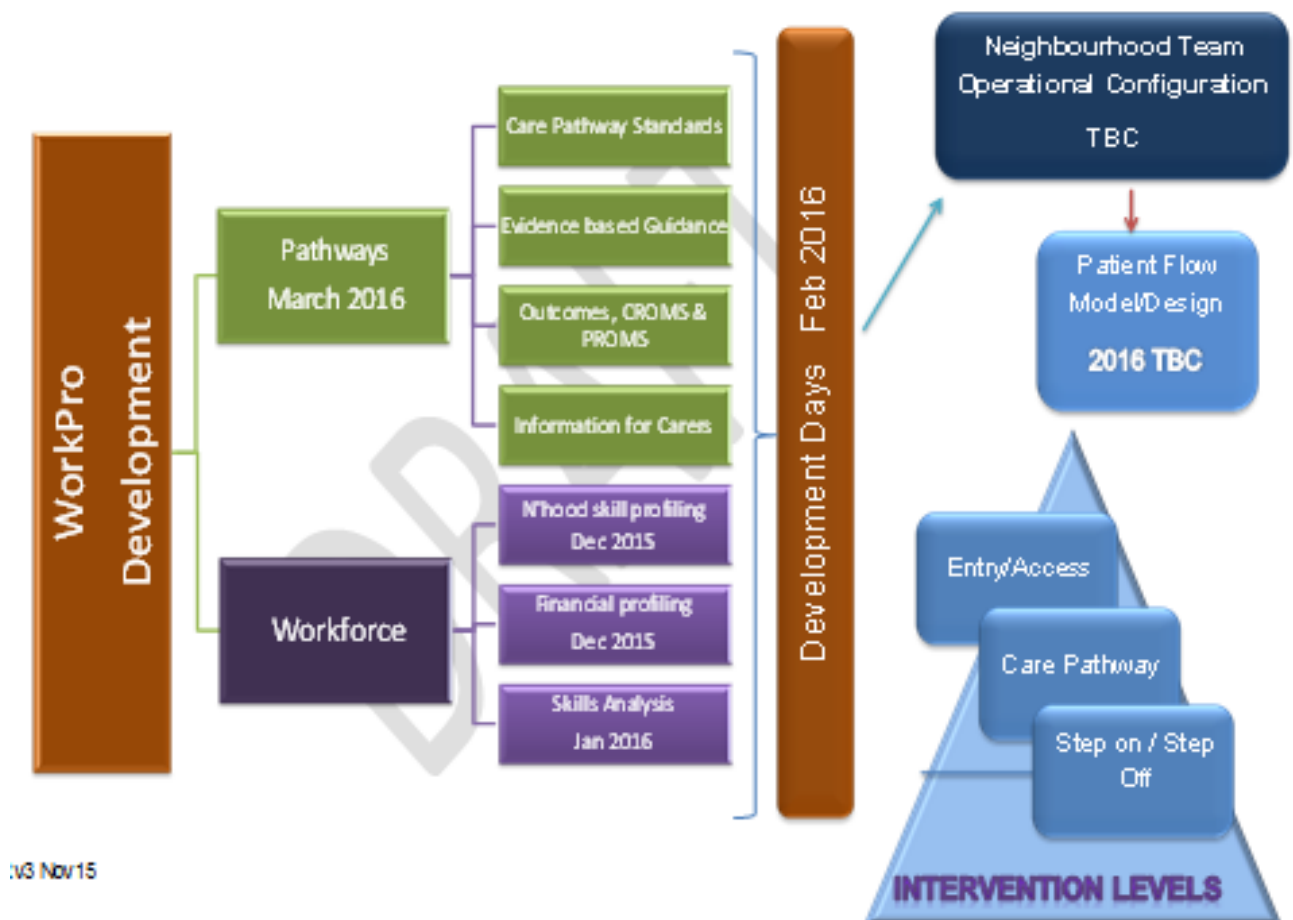 WorkPro
Development
Pathways
March 2016
Workforce
Care Pathway Standards
Evidence based Guidance
Outcomes, CROMS &
PROMS
Information for Carers
N'hood skill profiling
Dec 2015
Financial profiling
Dec 2015
Skills Analysis
Jan 2016
DRAFT
Development Days Feb 2016
Neighbourhood Team
Operational Configuration
TBC
Patient Flow
Model/Design
2016 TBC
Entry/Access
Care Pathway
Step on / Step
Off
INTERVENTION LEVELS
:v3 Nov 15